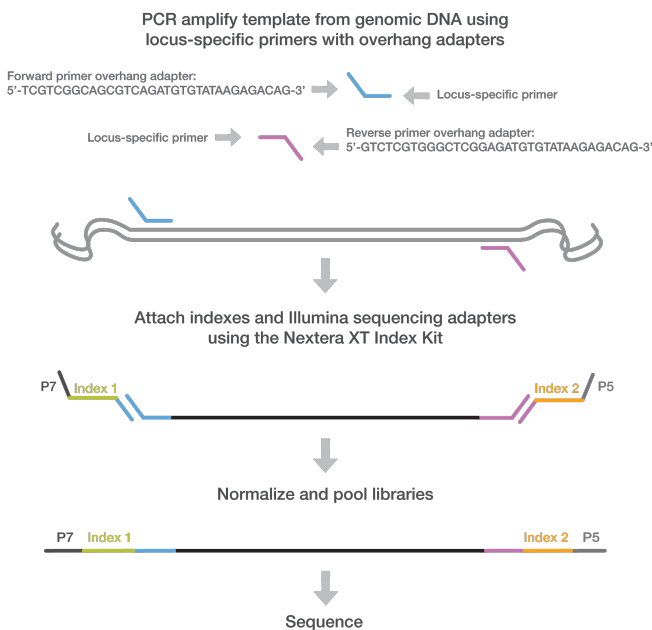 PCR amplify template from genomic DNA using
locus-specific primers with overhang adapters
Forward primer overhang adapter:
5'-TCGTCGGCAGCGTCAGATGTGTATAAGAGACAG-3'
Locus-specific primer
Locus-specific primer
Reverse primer overhang adapter:
5'-GTCTCGTGGGCTCGGAGATGTGTATAAGAGACAG-3'
Attach indexes and Illumina sequencing adapters
using the Nextera XT Index Kit
P7 Index 1 Index 2 P5
Normalize and pool libraries
P7 Index 1 Index 2 P5
Sequence